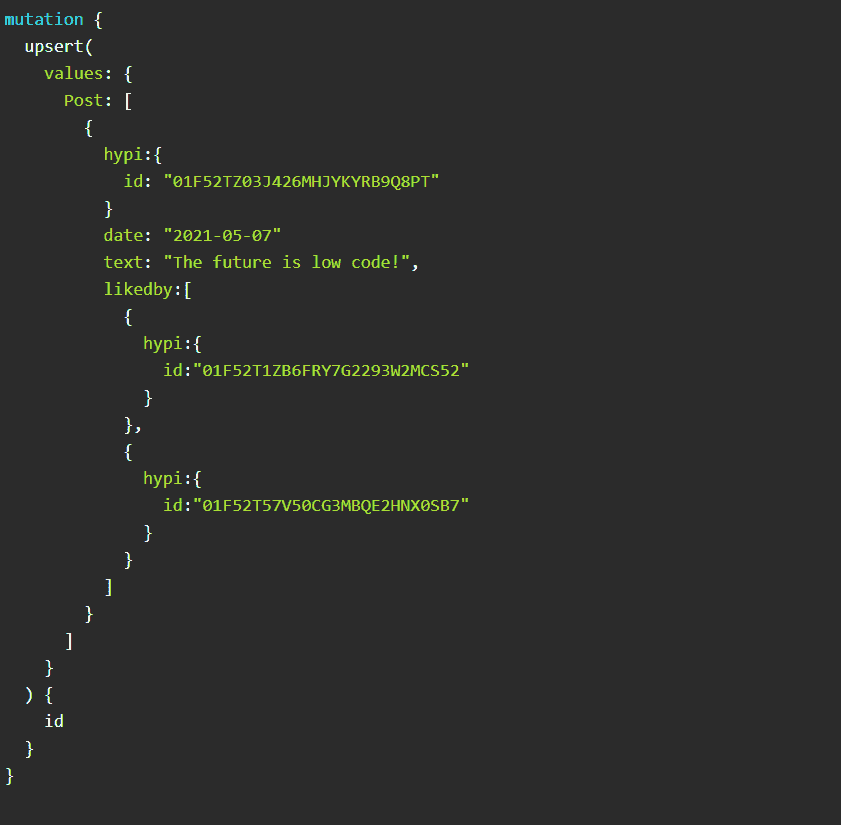 mutation {
  upsert(
    values: {
      Post: [
        {
          hypi:{
            id: "01F52TZ03J426MHJYKYRB9Q8PT"
          }
          date: "2021-05-07"
          text: "The future is low code!",
          likedby:[
            {
              hypi:{
                id:"01F52T1ZB6FRY7G2293W2MCS52"
              }
            },
            {
              hypi:{
                id:"01F52T57V50CG3MBQE2HNX0SB7"
              }
            }
          ]
        }
      ]
    }
  ) {
    id
  }
}